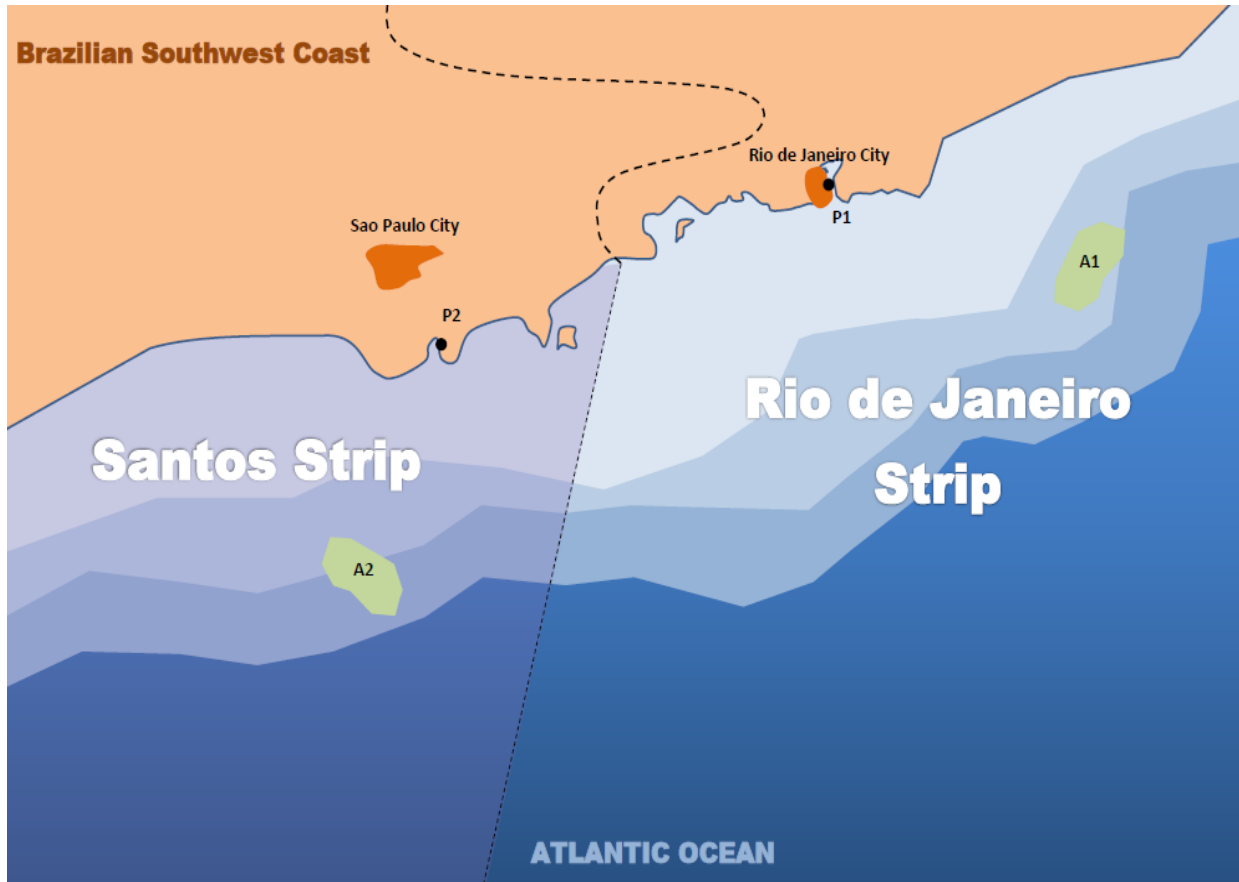 Brazilian Southwest Coast
Rio de Janeiro City
P1
Sao Paulo City
A1
P2
Rio de Janeiro
Strip
Santos Strip
A2
ATLANTIC OCEAN